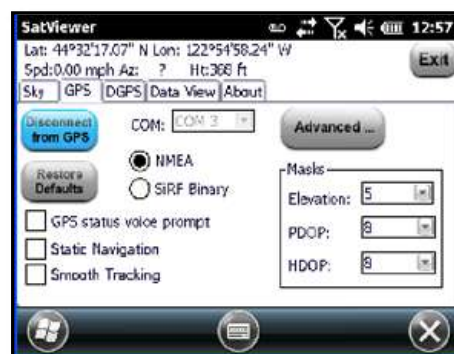 SatViewer 12:57
Lat: 44°32'17.07" N Lon: 122°54'58.24" W
Spd:0.00 mph Az: ? Ht:368 ft
Exit
Sky GPS DGPS Data View About
Disconnect from GPS
COM: COM 3
Advanced ...
NMEA
SiRF Binary
Restore Defaults
Masks
Elevation: 5
PDOP: 8
HDOP: 8
GPS status voice prompt
Static Navigation
Smooth Tracking